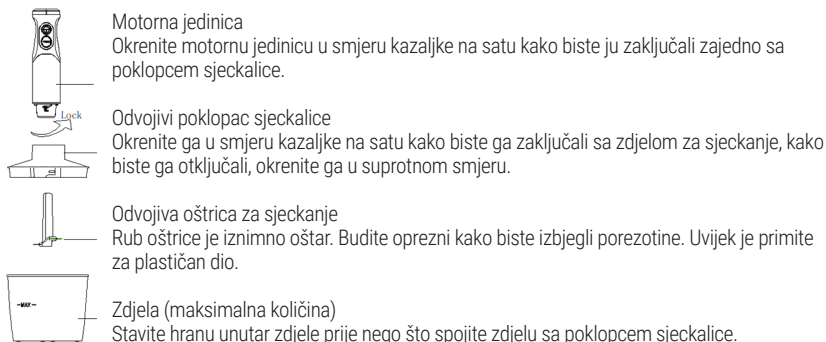 Motorna jedinica
Okrenite motornu jedinicu u smjeru kazaljke na satu kako biste ju zaključali zajedno sa
poklopcem sjeckalice.
Lock
Odvojivi poklopac sjeckalice
Okrenite ga u smjeru kazaljke na satu kako biste ga zaključali sa zdjelom za sjeckanje, kako
biste ga otključali, okrenite ga u suprotnom smjeru.
Odvojiva oštrica za sjeckanje
Rub oštrice je iznimno oštar. Budite oprezni kako biste izbjegli porezotine. Uvijek je primite
za plastičan dio.
-MAX-
Zdjela (maksimalna količina)
Stavite hranu unutar zdjele prije nego što spojite zdjelu sa poklopcem sjeckalice.